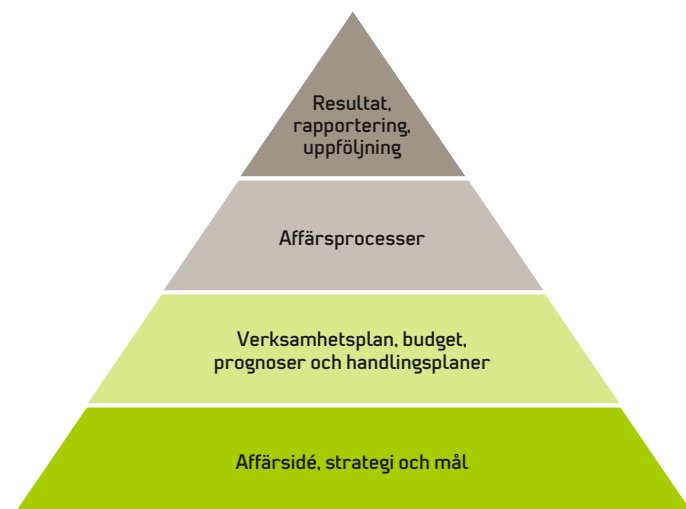 Resultat,
rapportering,
uppföljning
Affärsprocesser
Verksamhetsplan, budget,
prognoser och handlingsplaner
Affärsidé, strategi och mål